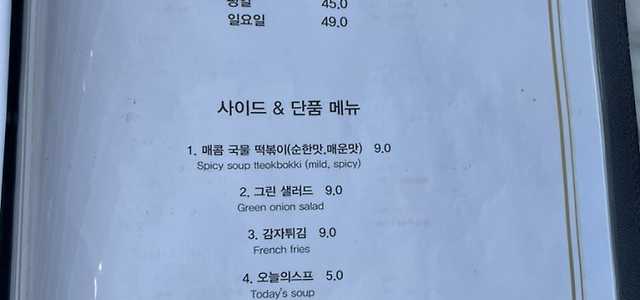 평일 45.0
일요일 49.0
사이드 & 단품 메뉴
1. 매콤 국물 떡볶이(순한맛,매운맛) 9.0
Spicy soup tteokbokki (mild, spicy)
2. 그린 샐러드 9.0
Green onion salad
3. 감자튀김 9.0
French fries
4. 오늘의스프 5.0
Today's soup